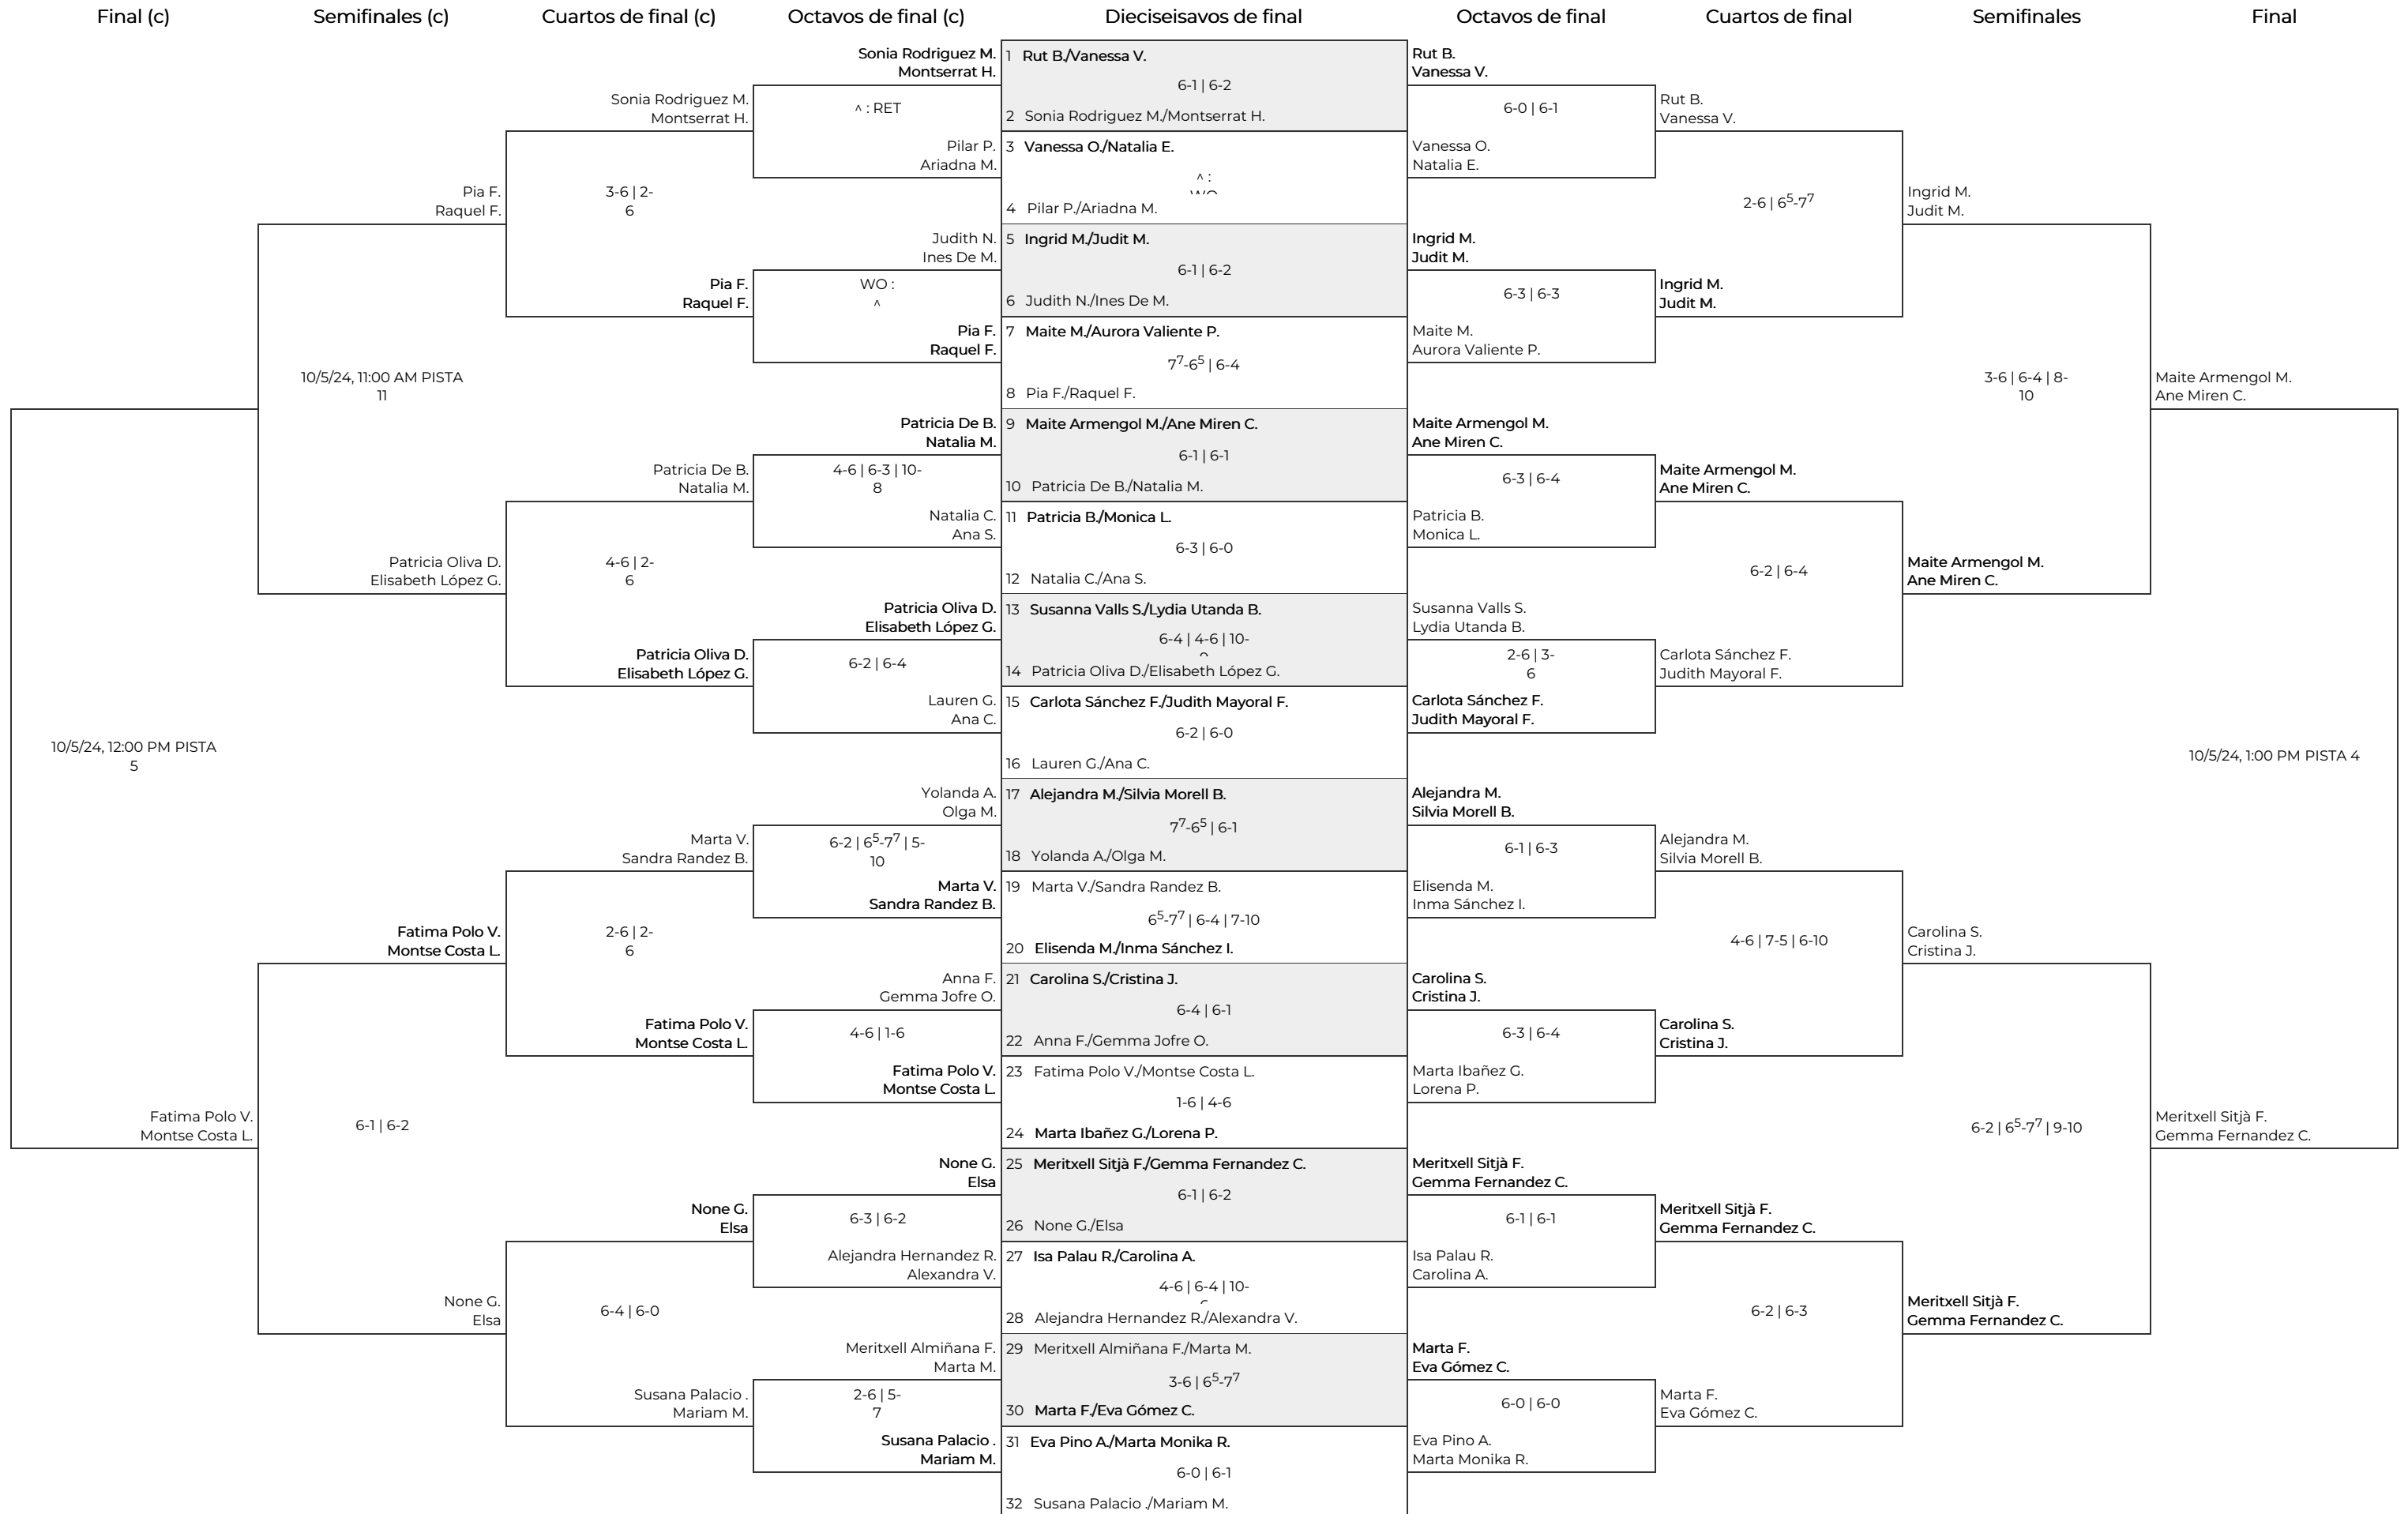 Final (c)
Semifinales (c)
Cuartos de final (c)
Octavos de final (c)
Dieciseisavos de final
Octavos de final
Cuartos de final
Semifinales
Final
10/5/24, 12:00 PM PISTA
5
Fatima Polo V.
Montse Costa L.
Pia F.
Raquel F.
10/5/24, 11:00 AM PISTA
11
Patricia Oliva D.
Elisabeth López G.
Fatima Polo V.
Montse Costa L.
6-1 | 6-2
None G.
Elsa
Sonia Rodriguez M.
Montserrat H.
3-6 | 2-
6
Pia F.
Raquel F.
Patricia De B.
Natalia M.
4-6 | 2-
6
Patricia Oliva D.
Elisabeth López G.
Marta V.
Sandra Randez B.
2-6 | 2-
6
Fatima Polo V.
Montse Costa L.
None G.
Elsa
6-4 | 6-0
Susana Palacio .
Mariam M.
Sonia Rodriguez M.
Montserrat H.
^ : RET
Pilar P.
Ariadna M.
Judith N.
Ines De M.
WO :
^
Pia F.
Raquel F.
Patricia De B.
Natalia M.
4-6 | 6-3 | 10-
8
Natalia C.
Ana S.
Patricia Oliva D.
Elisabeth López G.
6-2 | 6-4
Lauren G.
Ana C.
Yolanda A.
Olga M.
6-2 | 6⁵-7⁷ | 5-
10
Marta V.
Sandra Randez B.
Anna F.
Gemma Jofre O.
4-6 | 1-6
Fatima Polo V.
Montse Costa L.
None G.
Elsa
6-3 | 6-2
Alejandra Hernandez R.
Alexandra V.
Meritxell Almiñana F.
Marta M.
2-6 | 5-
7
Susana Palacio .
Mariam M.
1 Rut B./Vanessa V.
6-1 | 6-2
2 Sonia Rodriguez M./Montserrat H.
3 Vanessa O./Natalia E.
^ :
4 Pilar P./Ariadna M.
5 Ingrid M./Judit M.
6-1 | 6-2
6 Judith N./Ines De M.
7 Maite M./Aurora Valiente P.
7⁷-6⁵ | 6-4
8 Pia F./Raquel F.
9 Maite Armengol M./Ane Miren C.
6-1 | 6-1
10 Patricia De B./Natalia M.
11 Patricia B./Monica L.
6-3 | 6-0
12 Natalia C./Ana S.
13 Susanna Valls S./Lydia Utanda B.
6-4 | 4-6 | 10-
14 Patricia Oliva D./Elisabeth López G.
15 Carlota Sánchez F./Judith Mayoral F.
6-2 | 6-0
16 Lauren G./Ana C.
17 Alejandra M./Silvia Morell B.
7⁷-6⁵ | 6-1
18 Yolanda A./Olga M.
19 Marta V./Sandra Randez B.
6⁵-7⁷ | 6-4 | 7-10
20 Elisenda M./Inma Sánchez I.
21 Carolina S./Cristina J.
6-4 | 6-1
22 Anna F./Gemma Jofre O.
23 Fatima Polo V./Montse Costa L.
1-6 | 4-6
24 Marta Ibañez G./Lorena P.
25 Meritxell Sitjà F./Gemma Fernandez C.
6-1 | 6-2
26 None G./Elsa
27 Isa Palau R./Carolina A.
4-6 | 6-4 | 10-
28 Alejandra Hernandez R./Alexandra V.
29 Meritxell Almiñana F./Marta M.
3-6 | 6⁵-7⁷
30 Marta F./Eva Gómez C.
31 Eva Pino A./Marta Monika R.
6-0 | 6-1
32 Susana Palacio ./Mariam M.
Rut B.
Vanessa V.
6-0 | 6-1
Vanessa O.
Natalia E.
Ingrid M.
Judit M.
6-3 | 6-3
Maite M.
Aurora Valiente P.
Maite Armengol M.
Ane Miren C.
6-3 | 6-4
Patricia B.
Monica L.
Susanna Valls S.
Lydia Utanda B.
2-6 | 3-
6
Carlota Sánchez F.
Judith Mayoral F.
Alejandra M.
Silvia Morell B.
6-1 | 6-3
Elisenda M.
Inma Sánchez I.
Carolina S.
Cristina J.
6-3 | 6-4
Marta Ibañez G.
Lorena P.
Meritxell Sitjà F.
Gemma Fernandez C.
6-1 | 6-1
Isa Palau R.
Carolina A.
Marta F.
Eva Gómez C.
6-0 | 6-0
Eva Pino A.
Marta Monika R.
Rut B.
Vanessa V.
2-6 | 6⁵-7⁷
Ingrid M.
Judit M.
Maite Armengol M.
Ane Miren C.
6-2 | 6-4
Carlota Sánchez F.
Judith Mayoral F.
Alejandra M.
Silvia Morell B.
4-6 | 7-5 | 6-10
Carolina S.
Cristina J.
Meritxell Sitjà F.
Gemma Fernandez C.
6-2 | 6-3
Marta F.
Eva Gómez C.
Ingrid M.
Judit M.
3-6 | 6-4 | 8-
10
Maite Armengol M.
Ane Miren C.
Carolina S.
Cristina J.
6-2 | 6⁵-7⁷ | 9-10
Meritxell Sitjà F.
Gemma Fernandez C.
Maite Armengol M.
Ane Miren C.
10/5/24, 1:00 PM PISTA 4
Meritxell Sitjà F.
Gemma Fernandez C.